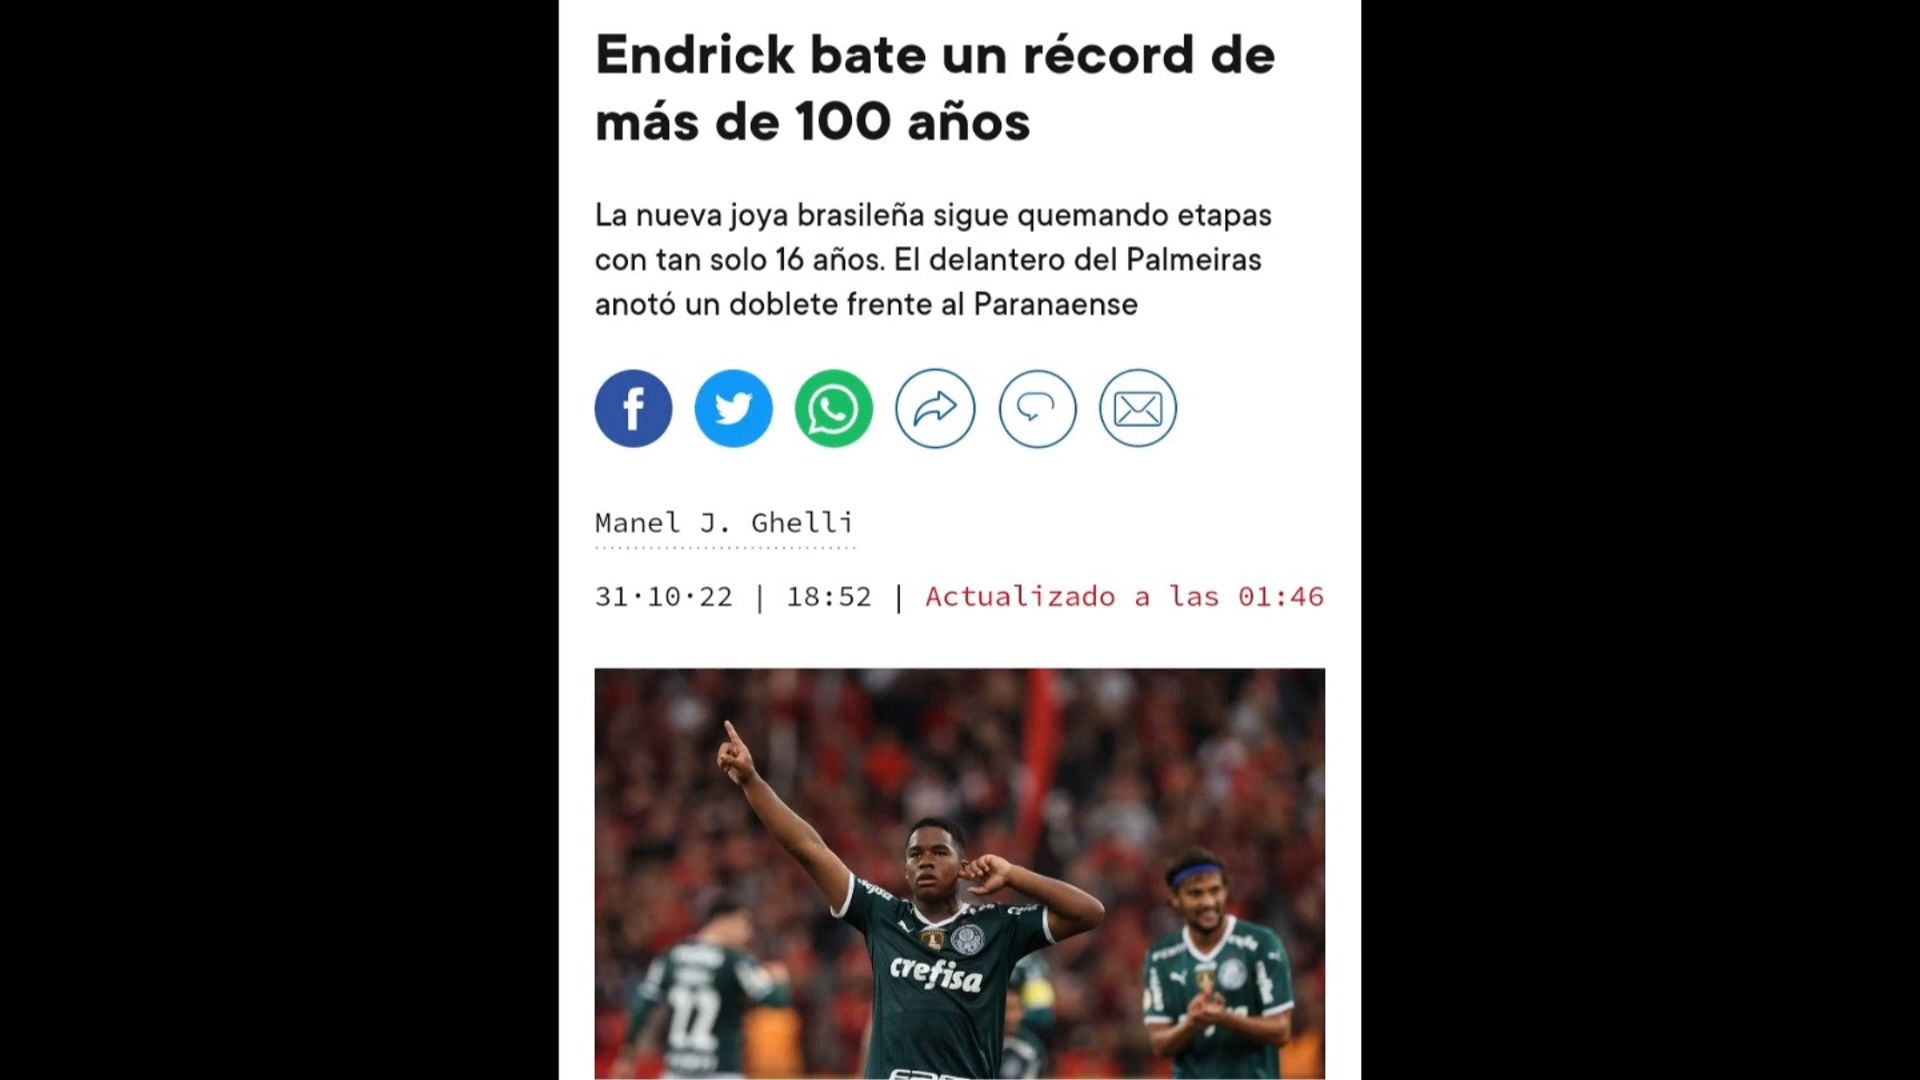 Endrick bate un récord de
más de 100 años
La nueva joya brasileña sigue quemando etapas
con tan solo 16 años. El delantero del Palmeiras
anotó un doblete frente al Paranaense
Manel J. Ghelli
31·10·22 | 18:52 | Actualizado a las 01:46
crefisa